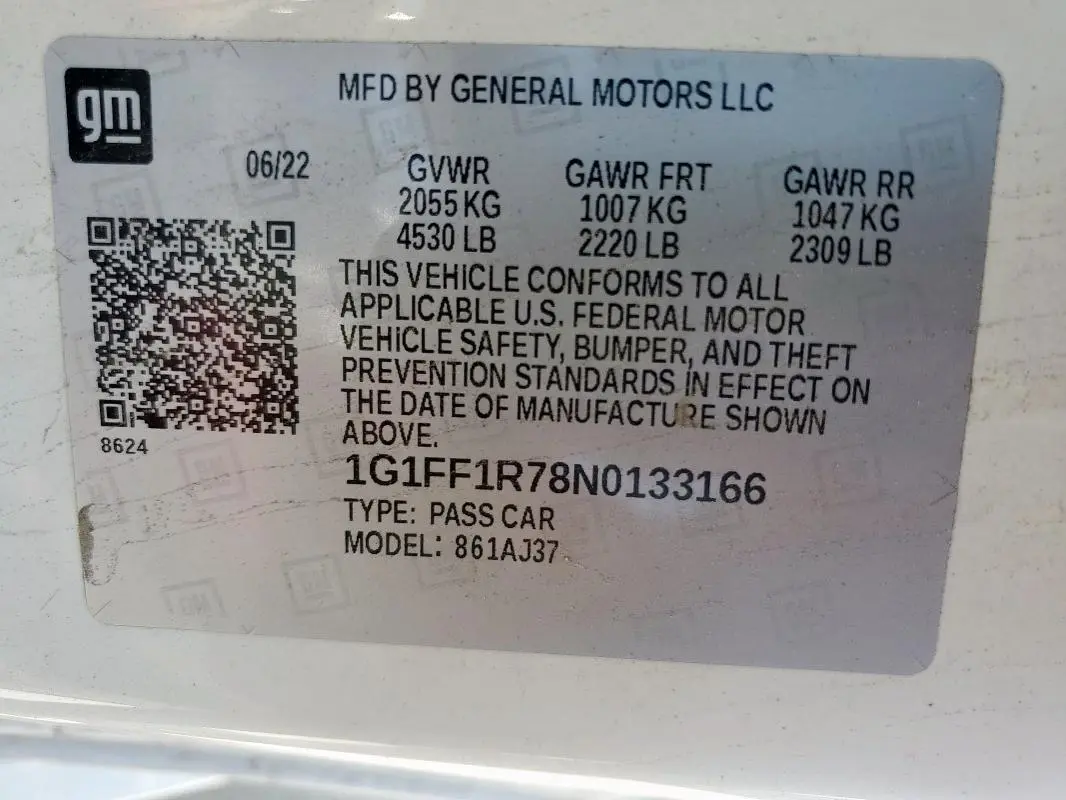 gm
MFD BY GENERAL MOTORS LLC
06/22
GVWR GAWR FRT GAWR RR
2055 KG 1007 KG 1047 KG
4530 LB 2220 LB 2309 LB
THIS VEHICLE CONFORMS TO ALL
APPLICABLE U.S. FEDERAL MOTOR
VEHICLE SAFETY, BUMPER, AND THEFT
PREVENTION STANDARDS IN EFFECT ON
THE DATE OF MANUFACTURE SHOWN
ABOVE.
8624
1G1FF1R78N0133166
TYPE: PASS CAR
MODEL: 861AJ37